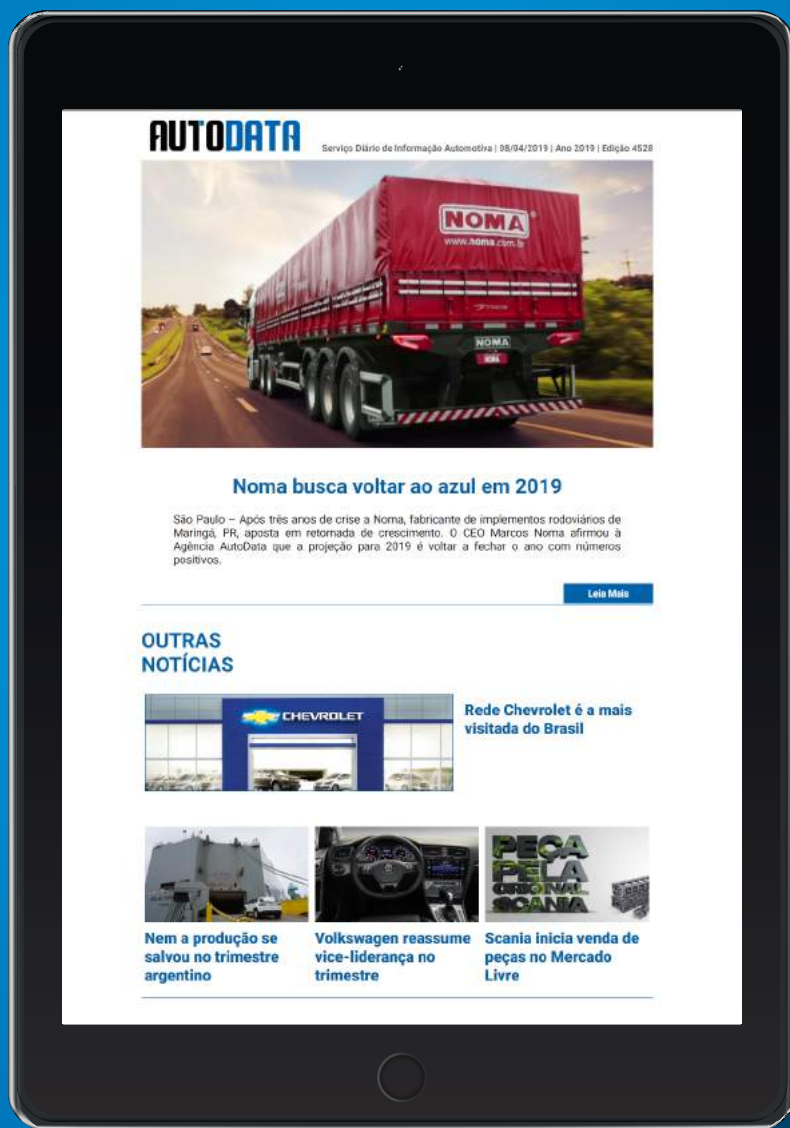 AUTODATA
Serviço Diário de Informação Automotiva | 08/04/2019 | Ano 2019 | Edição 4528
NOMA
www.noma.com.br
NOMA
NOMA
Noma busca voltar ao azul em 2019
São Paulo – Após três anos de crise a Noma, fabricante de implementos rodoviários de
Maringá, PR, aposta em retomada de crescimento. O CEO Marcos Noma afirmou à
Agência AutoData que a projeção para 2019 é voltar a fechar o ano com números
positivos.
Leia Mais
OUTRAS
NOTÍCIAS
CHEVROLET
Rede Chevrolet é a mais
visitada do Brasil
PEÇA
PELA
ORIGINAL
SCANIA
Nem a produção se
salvou no trimestre
argentino
Volkswagen reassume
vice-liderança no
trimestre
Scania inicia venda de
peças no Mercado
Livre